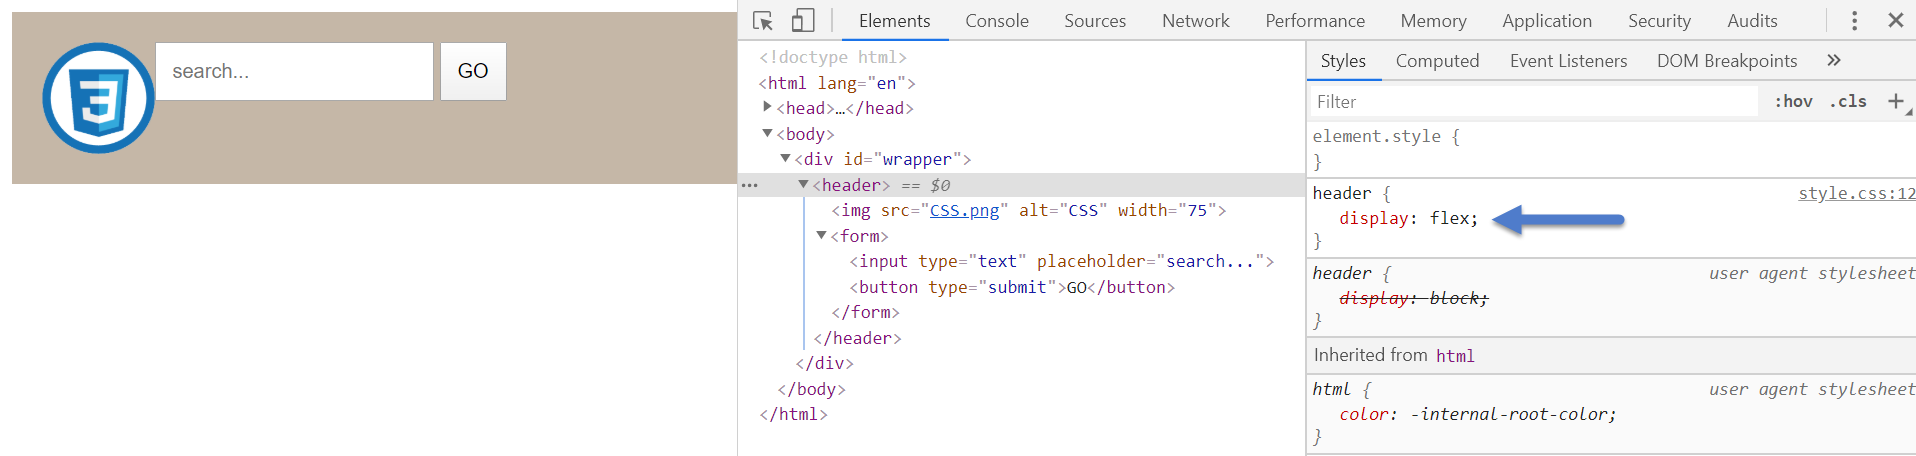 search...
GO
Elements Console Sources Network Performance Memory Application Security Audits
<!doctype html>
<html lang="en">
<head>…</head>
<body>
<div id="wrapper">
... <header> == $0
<img src="CSS.png" alt="CSS" width="75">
<form>
<input type="text" placeholder="search...">
<button type="submit">GO</button>
</form>
</header>
</div>
</body>
</html>
Styles Computed Event Listeners DOM Breakpoints »
Filter :hov .cls +
element.style {
}
header { style.css:12
display: flex;
}
header { user agent stylesheet
display: block;
}
Inherited from html
html { user agent stylesheet
color: -internal-root-color;
}